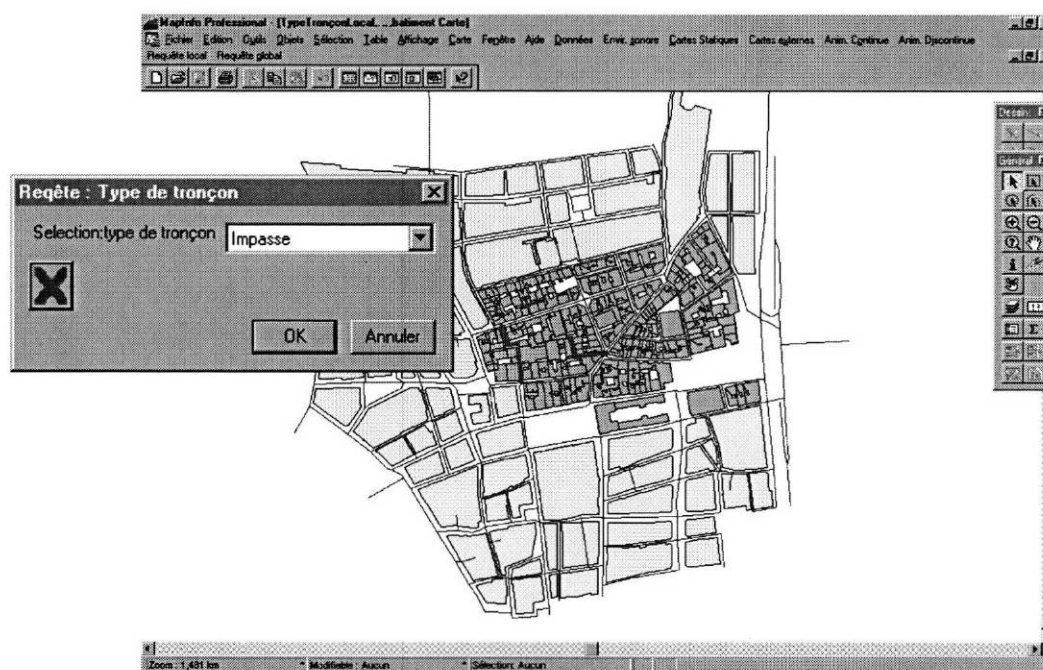 MapInfo Professional - [TypeTronçonLocal,...,batiment Carte]
Fichier Edition Outils Objets Sélection Table Affichage Carte Fenêtre Aide Données Envir. sonore Cartes Statiques Cartes externes Anim. Continue Anim. Discontinue
Requête local Requête global
Dessin
Général
Reqête : Type de tronçon
Selection:type de tronçon Impasse
OK Annuler
Zoom : 1,481 km Modifiable : Aucun Sélection: Aucun